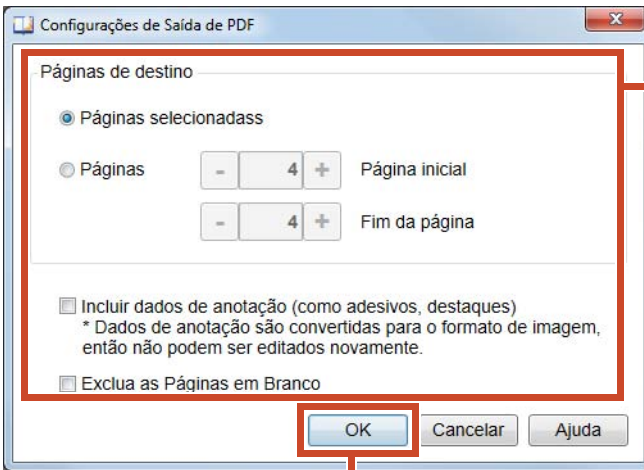 Configurações de Saída de PDF
Páginas de destino
Páginas selecionadass
Páginas - 4 + Página inicial
- 4 + Fim da página
Incluir dados de anotação (como adesivos, destaques)
* Dados de anotação são convertidas para o formato de imagem,
então não podem ser editados novamente.
Exclua as Páginas em Branco
OK Cancelar Ajuda